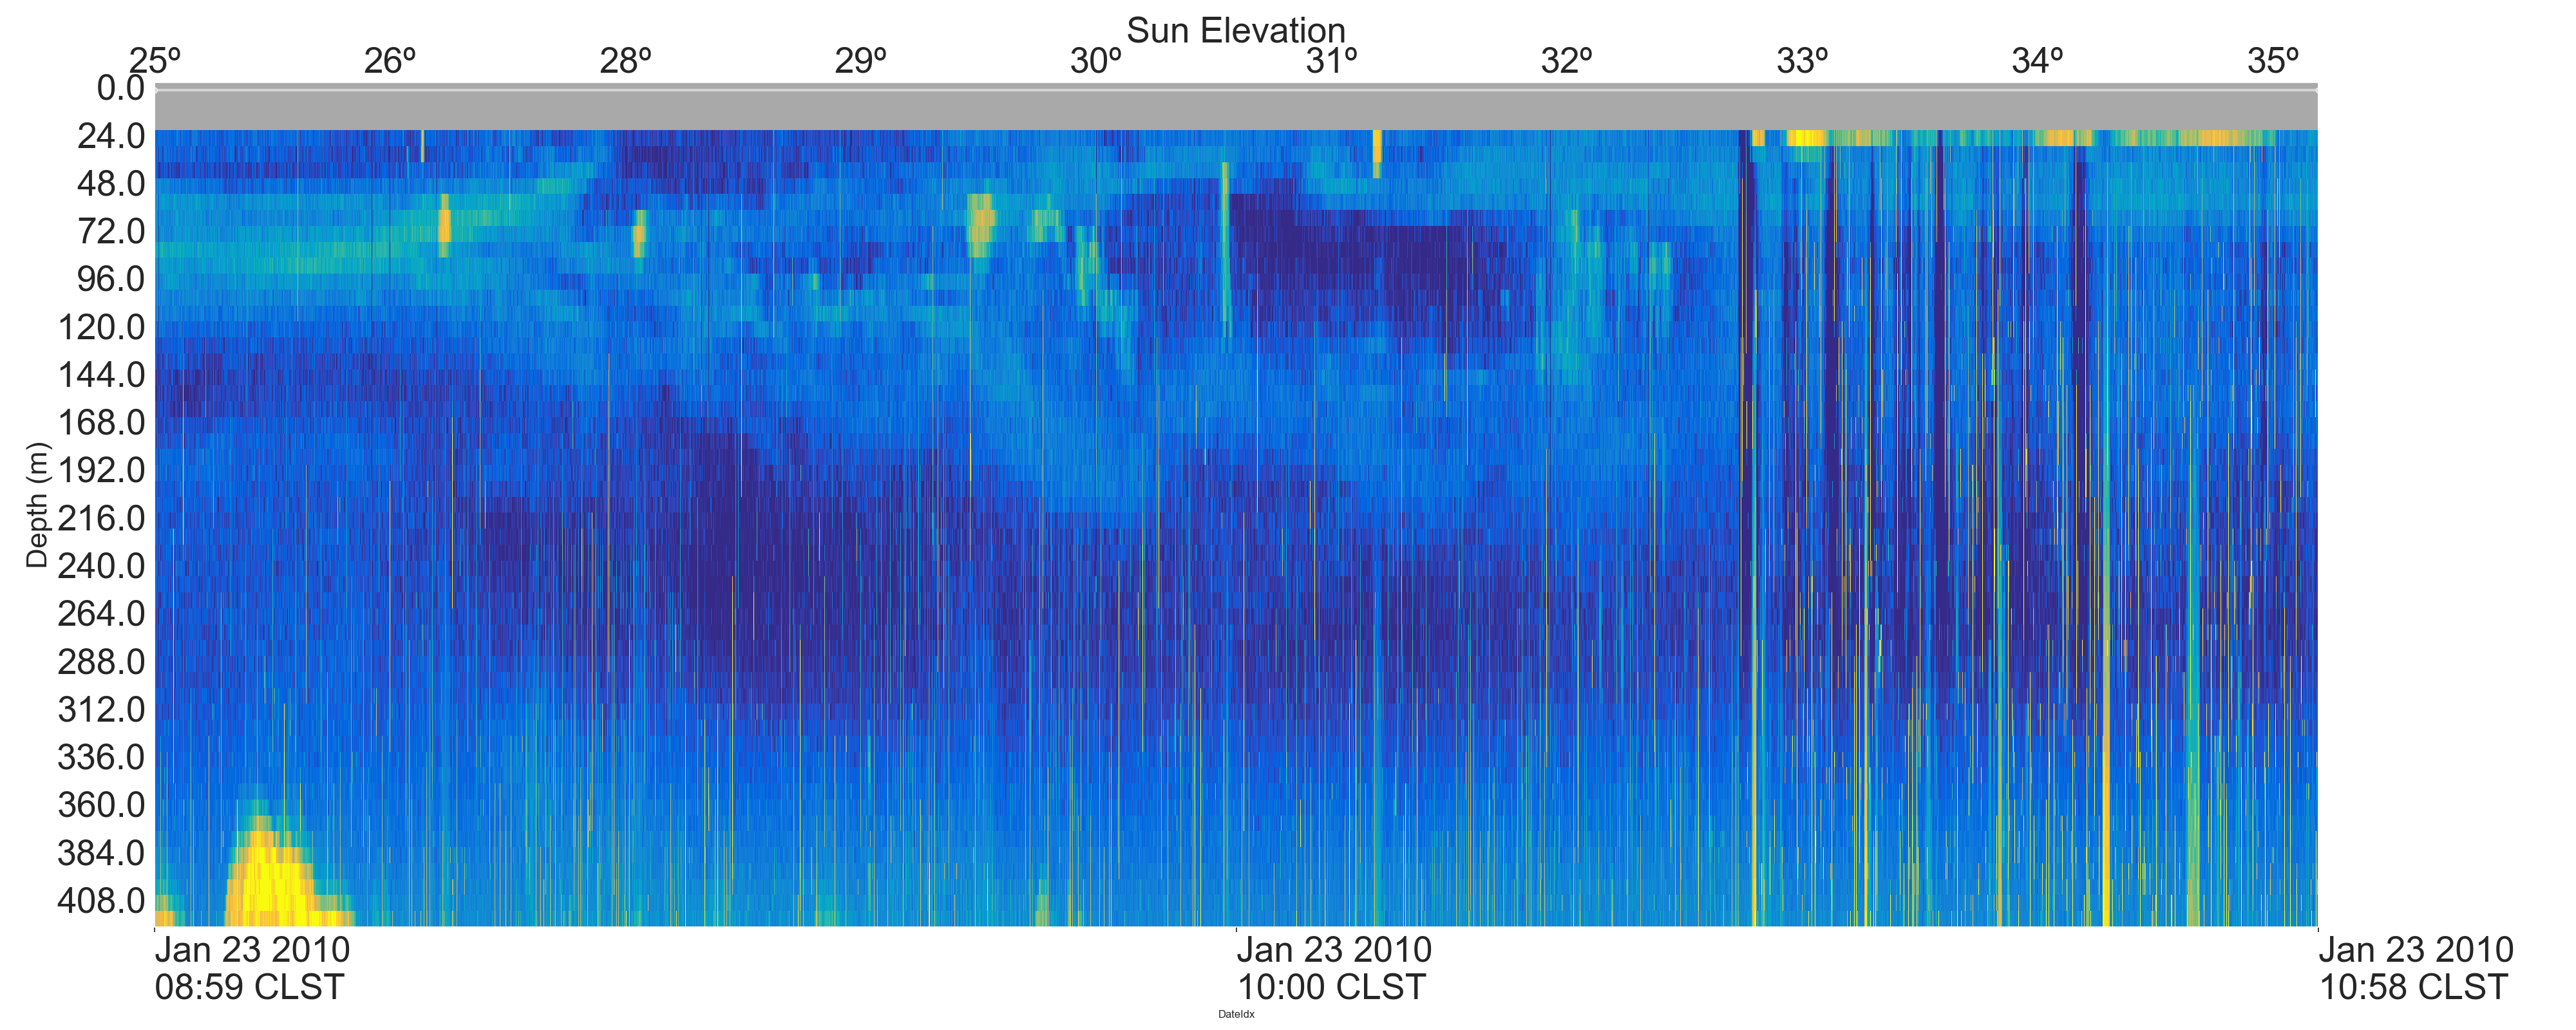 Sun Elevation
25º 26º 28º 29º 30º 31º 32º 33º 34º 35º
0.0
24.0
48.0
72.0
96.0
120.0
144.0
168.0
192.0
216.0
240.0
264.0
288.0
312.0
336.0
360.0
384.0
408.0
Depth (m)
Jan 23 2010
08:59 CLST
Jan 23 2010
10:00 CLST
Jan 23 2010
10:58 CLST
DateIdx